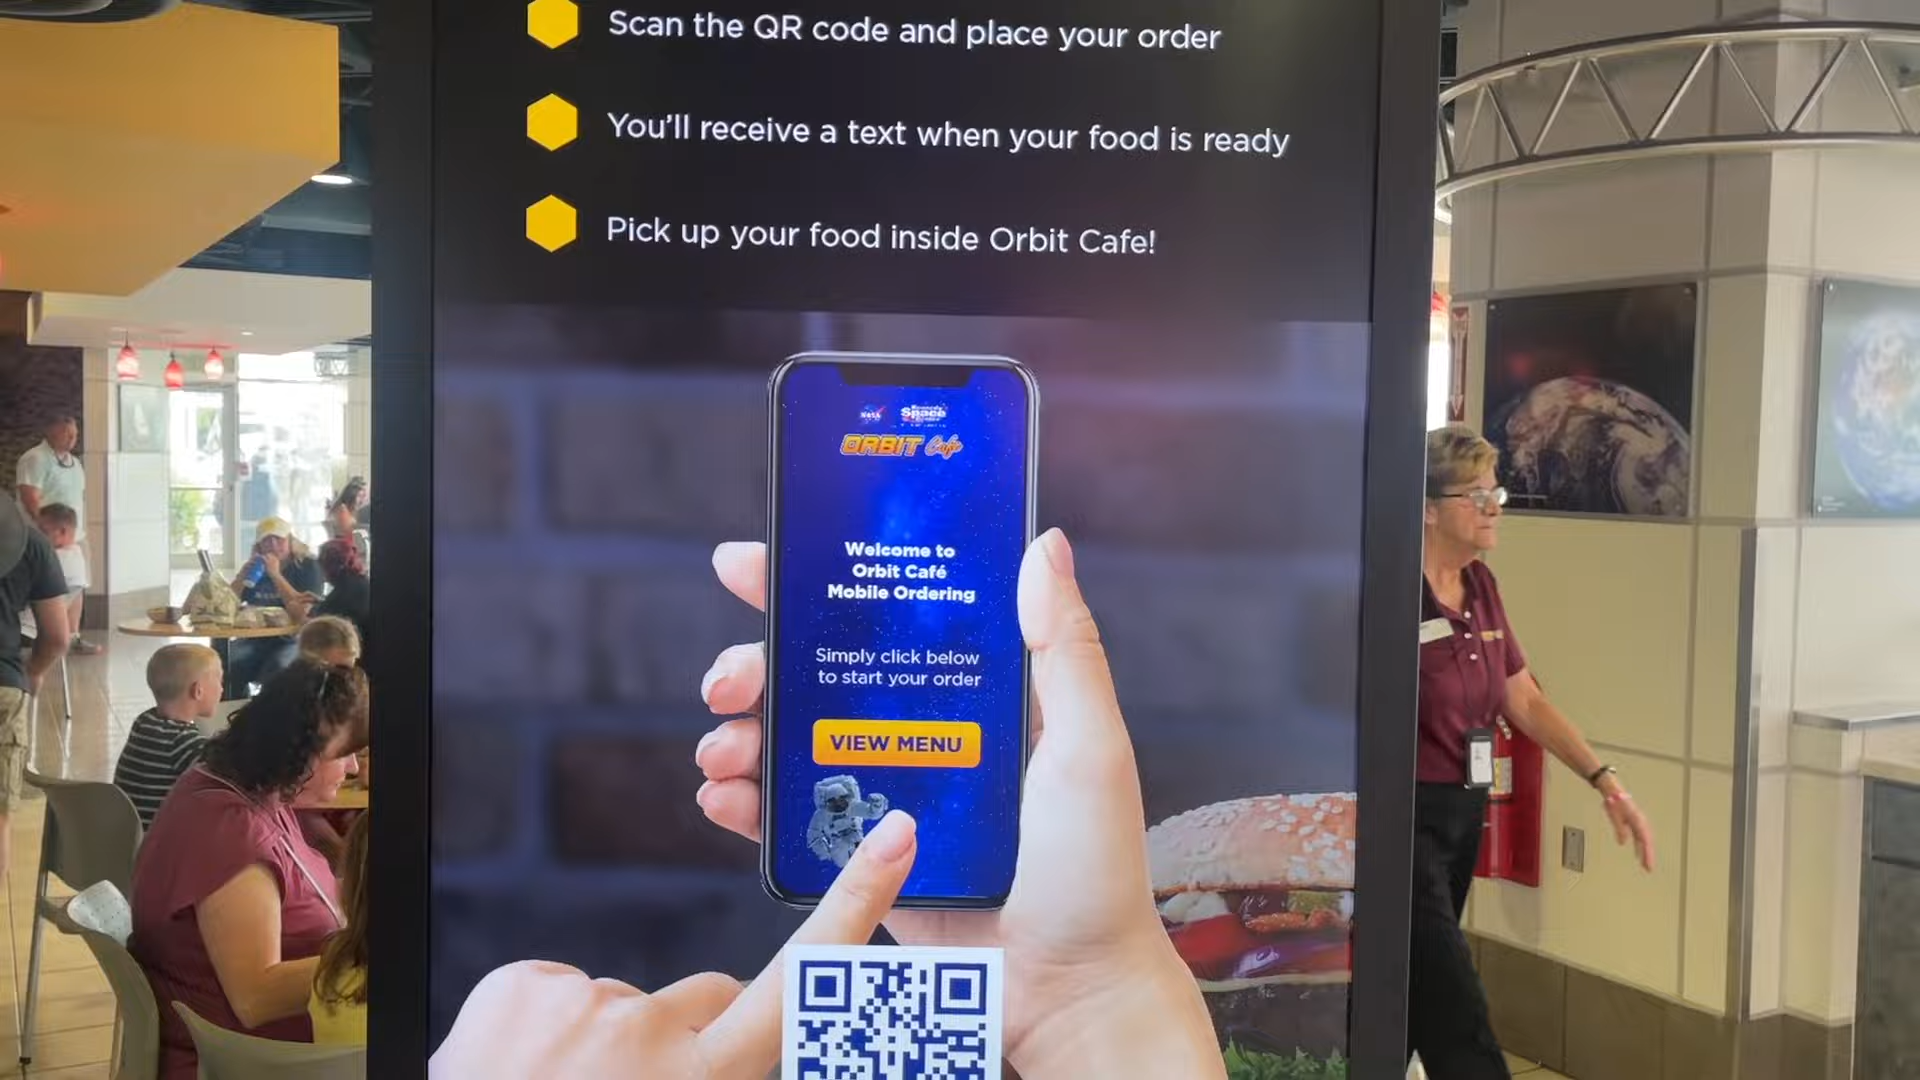 Scan the QR code and place your order
You'll receive a text when your food is ready
Pick up your food inside Orbit Cafe!
NASA
Space
ORBIT Cafe
Welcome to
Orbit Café
Mobile Ordering
Simply click below
to start your order
VIEW MENU